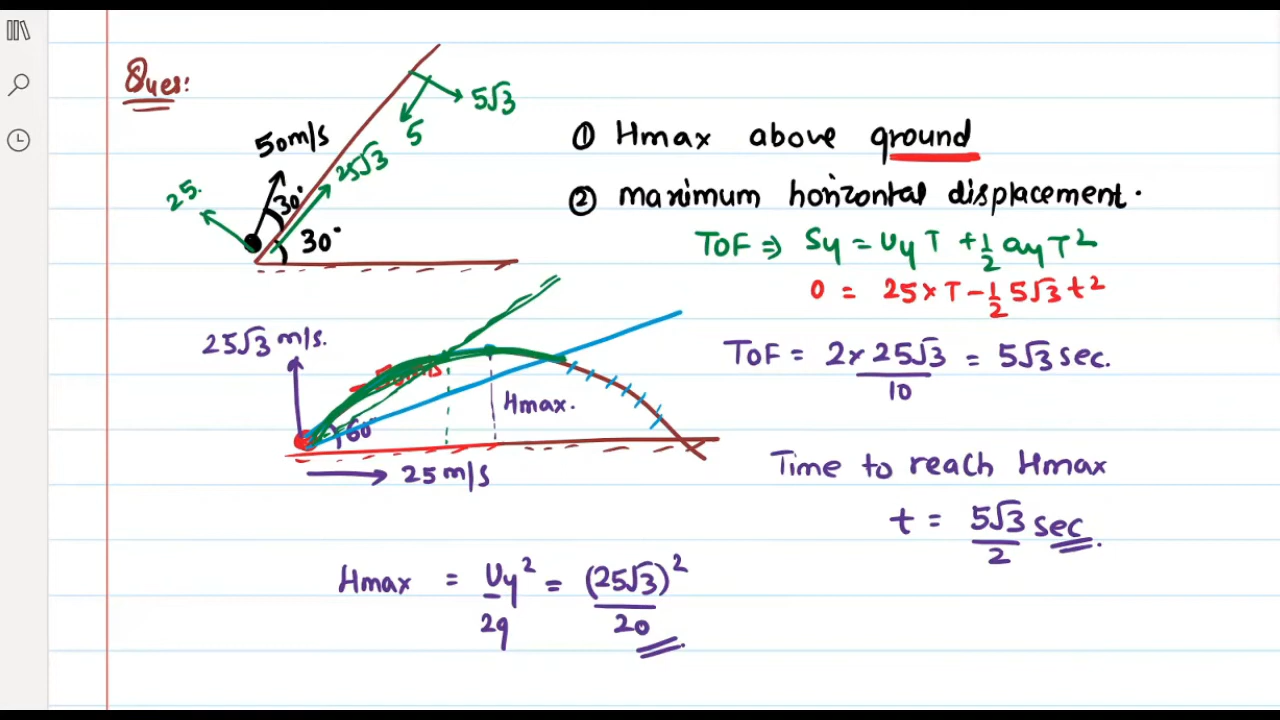 Ques:
5√3
5
50m/s
25√3
25.
30°
30°
① Hmax above ground
② maximum horizontal displacement.
TOF ⇒ Sy = Uy T + 1/2 ay T²
0 = 25 × T - 1/2 5√3 t²
25√3 m/s.
TOF = 2 × 25√3 / 10 = 5√3 sec.
Hmax.
60°
25 m/s
Time to reach Hmax
t = 5√3 / 2 sec.
Hmax = Uy² / 2g = (25√3)² / 20